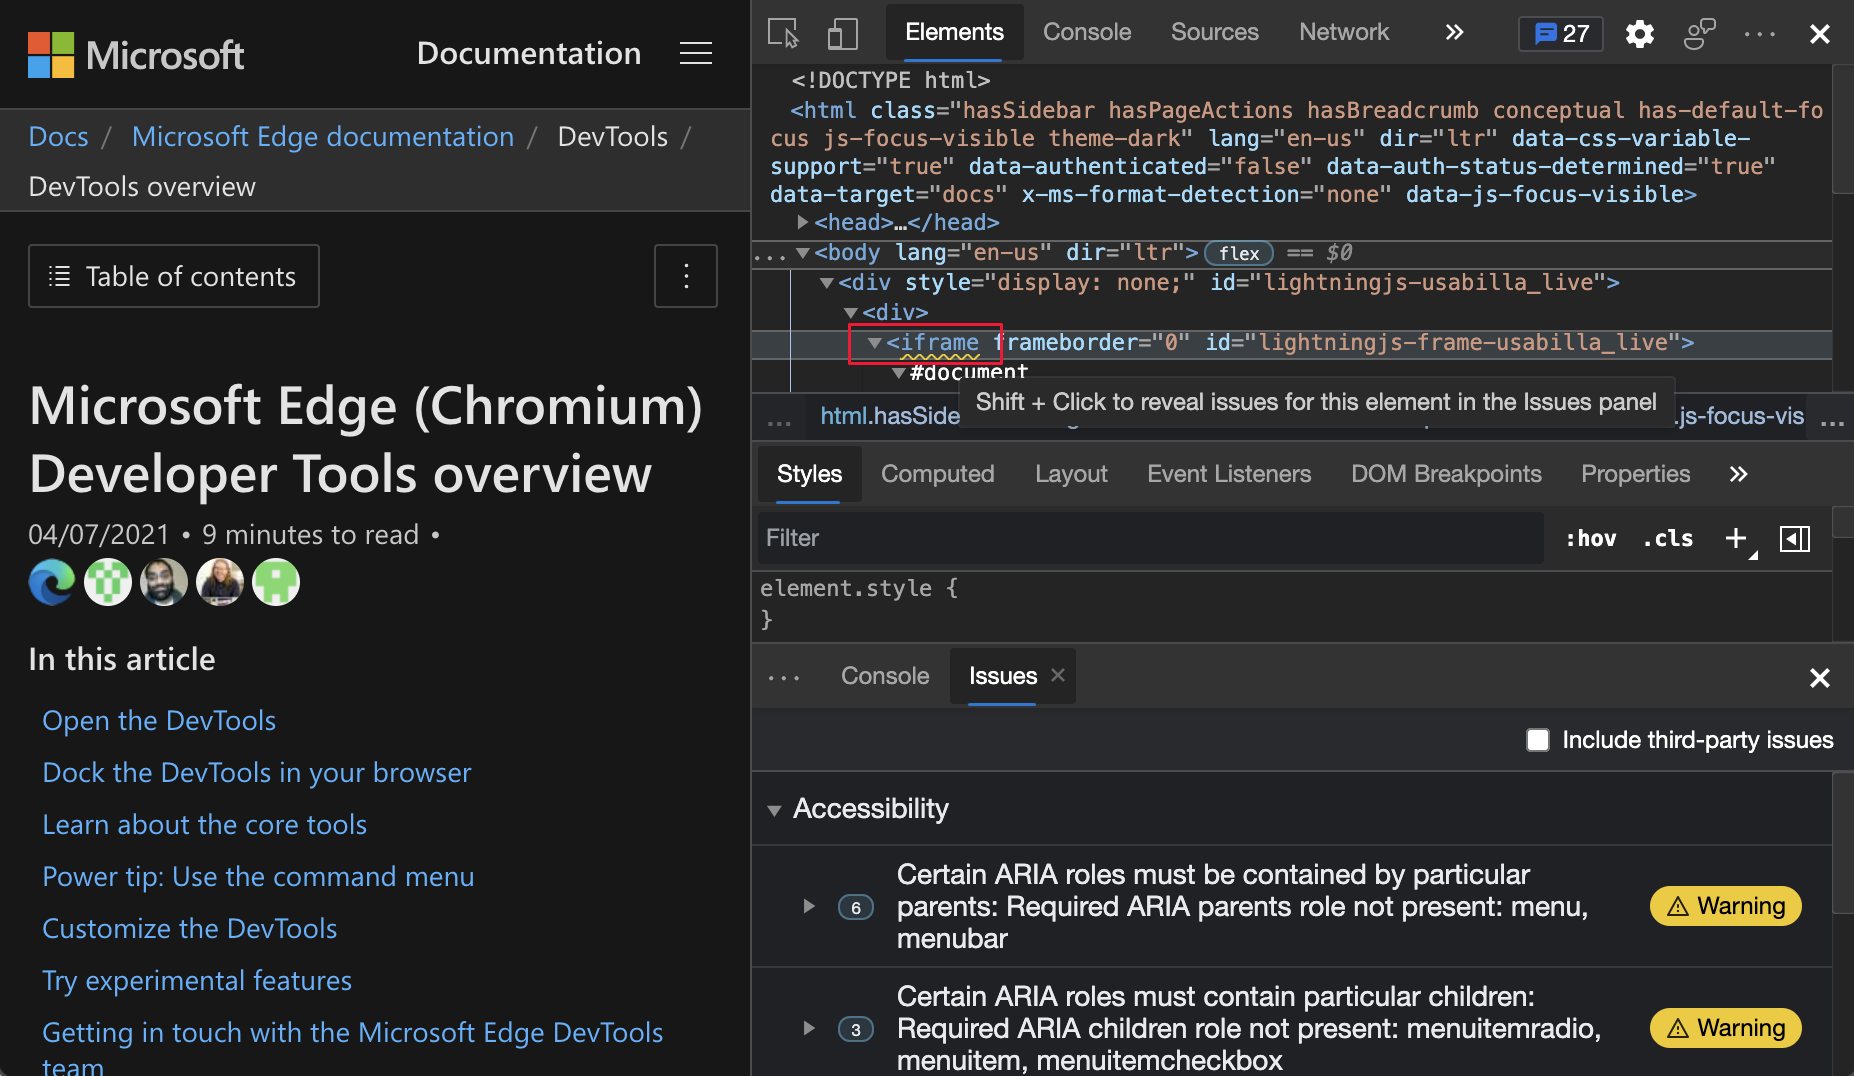 Microsoft
Documentation
Docs / Microsoft Edge documentation / DevTools /
DevTools overview
Table of contents
Microsoft Edge (Chromium)
Developer Tools overview
04/07/2021 • 9 minutes to read •
In this article
Open the DevTools
Dock the DevTools in your browser
Learn about the core tools
Power tip: Use the command menu
Customize the DevTools
Try experimental features
Getting in touch with the Microsoft Edge DevTools
team
Elements Console Sources Network 27
<!DOCTYPE html>
<html class="hasSidebar hasPageActions hasBreadcrumb conceptual has-default-fo
cus js-focus-visible theme-dark" lang="en-us" dir="ltr" data-css-variable-
support="true" data-authenticated="false" data-auth-status-determined="true"
data-target="docs" x-ms-format-detection="none" data-js-focus-visible>
<head>…</head>
... <body lang="en-us" dir="ltr"> flex == $0
<div style="display: none;" id="lightningjs-usabilla_live">
<div>
<iframe frameborder="0" id="lightningjs-frame-usabilla_live">
#document
Shift + Click to reveal issues for this element in the Issues panel
... html.hasSide .js-focus-vis ...
Styles Computed Layout Event Listeners DOM Breakpoints Properties
Filter :hov .cls +
element.style {
}
Console Issues
Include third-party issues
Accessibility
6 Certain ARIA roles must be contained by particular
parents: Required ARIA parents role not present: menu,
menubar
Warning
3 Certain ARIA roles must contain particular children:
Required ARIA children role not present: menuitemradio,
menuitem, menuitemcheckbox
Warning